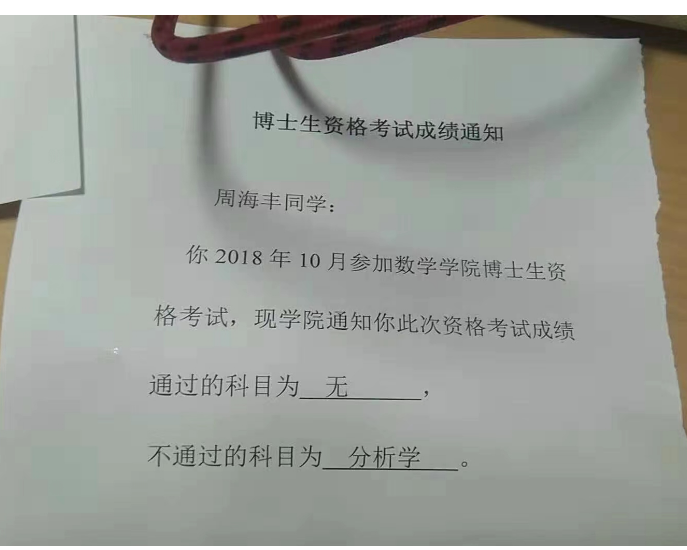 博士生资格考试成绩通知
周海丰同学：
你 2018 年 10 月参加数学学院博士生资
格考试，现学院通知你此次资格考试成绩
通过的科目为 无 ，
不通过的科目为 分析学 。